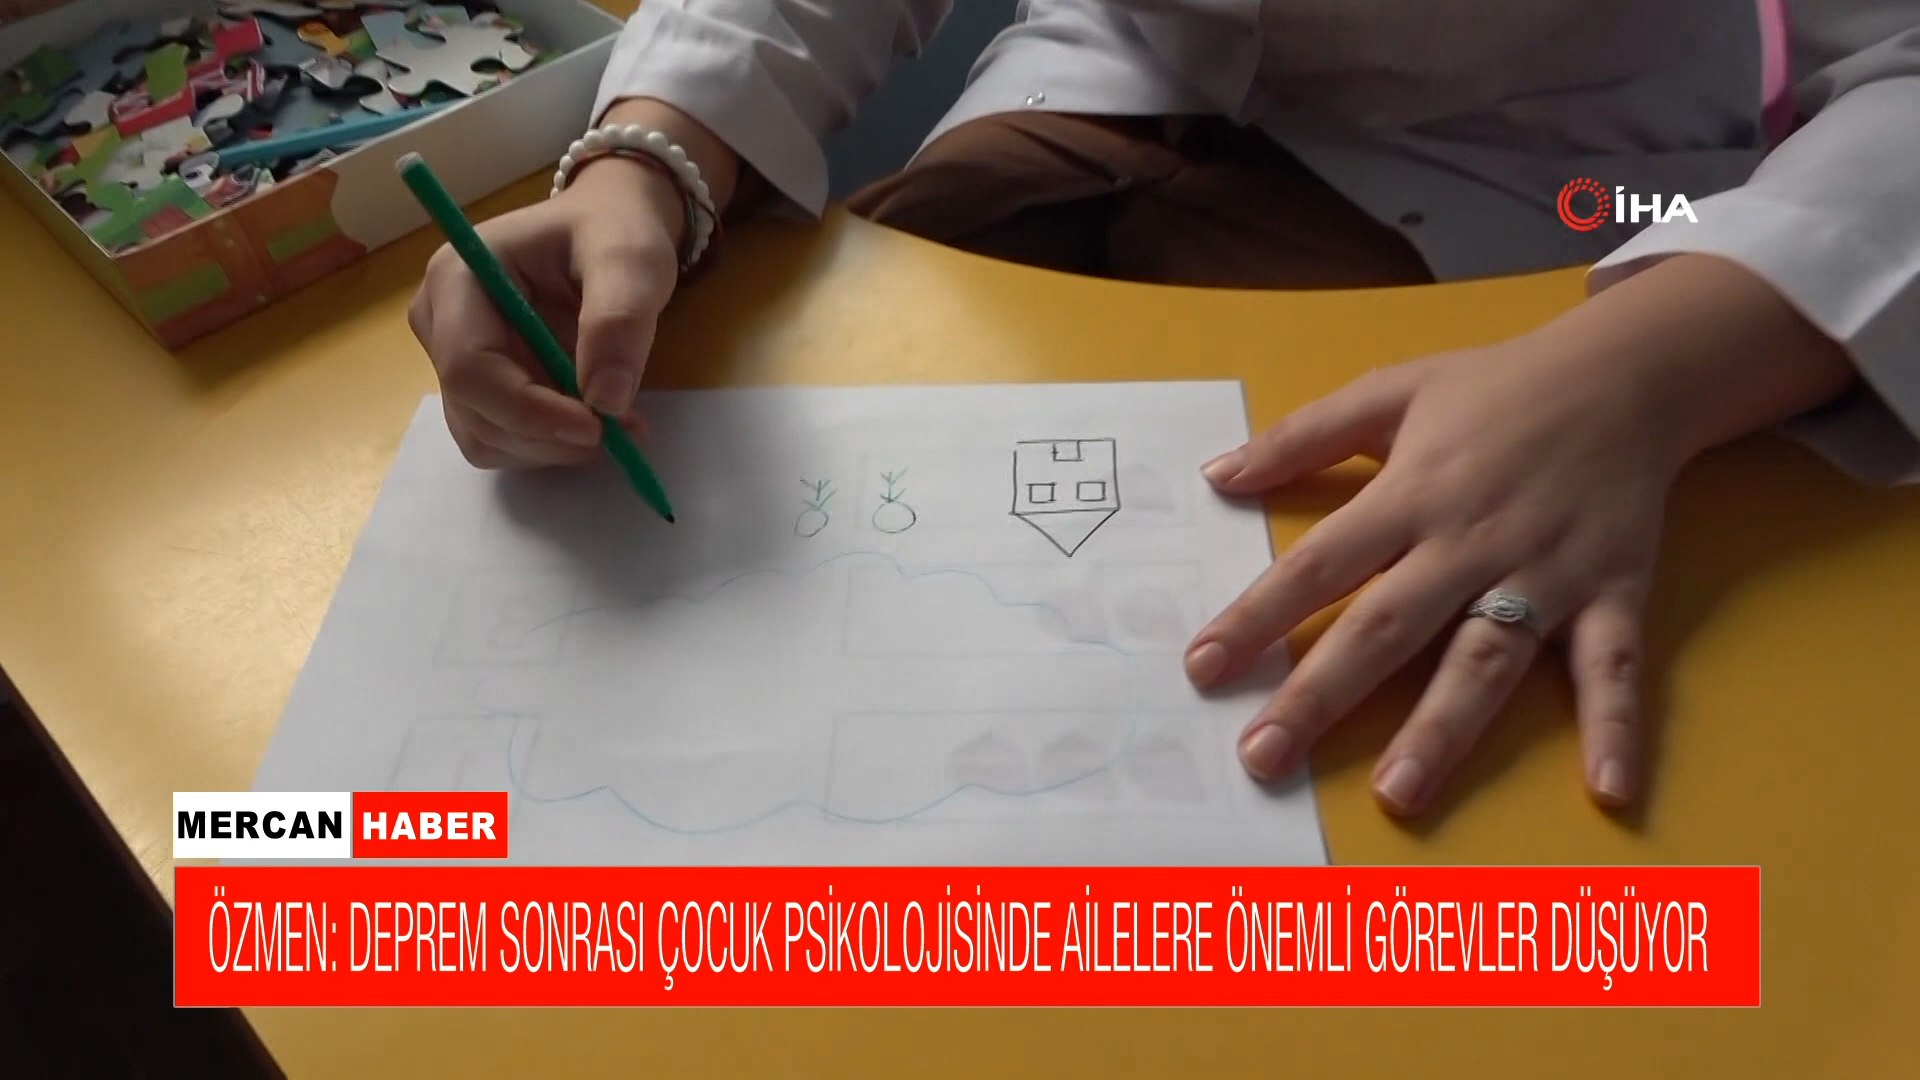 İHA
MERCAN HABER
ÖZMEN: DEPREM SONRASI ÇOCUK PSİKOLOJİSİNDE AİLELERE ÖNEMLİ GÖREVLER DÜŞÜYOR